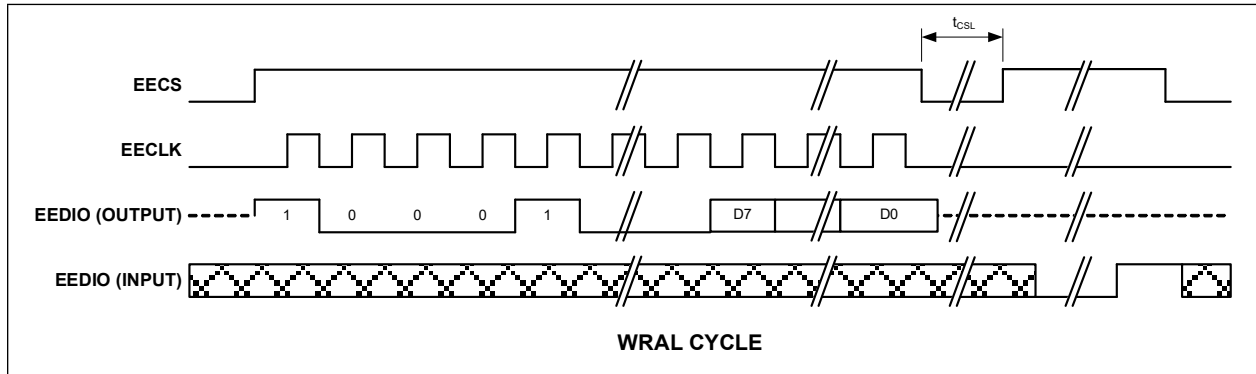 tCSL
EECS
EECLK
EEDIO (OUTPUT) 1 0 0 0 1 D7 D0
EEDIO (INPUT)
WRAL CYCLE